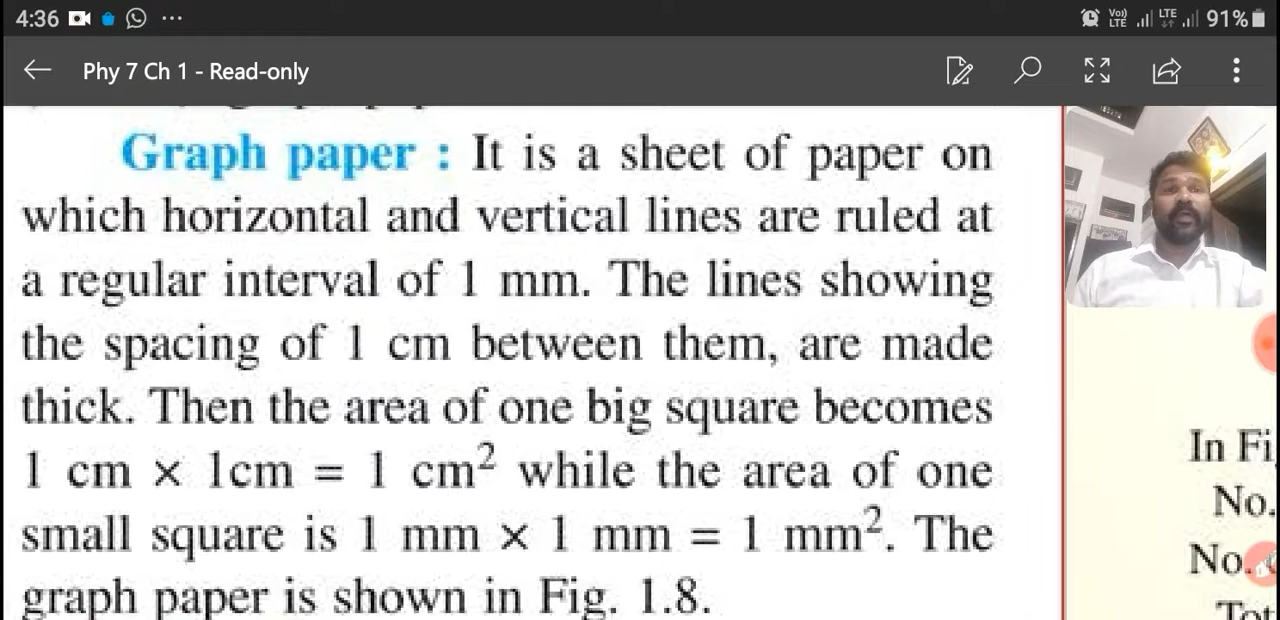 4:36 ... Vo) LTE LTE 91%
Phy 7 Ch 1 - Read-only
Graph paper : It is a sheet of paper on
which horizontal and vertical lines are ruled at
a regular interval of 1 mm. The lines showing
the spacing of 1 cm between them, are made
thick. Then the area of one big square becomes
1 cm × 1cm = 1 cm² while the area of one
small square is 1 mm × 1 mm = 1 mm². The
graph paper is shown in Fig. 1.8.
In Fi
No.
No.
Tot